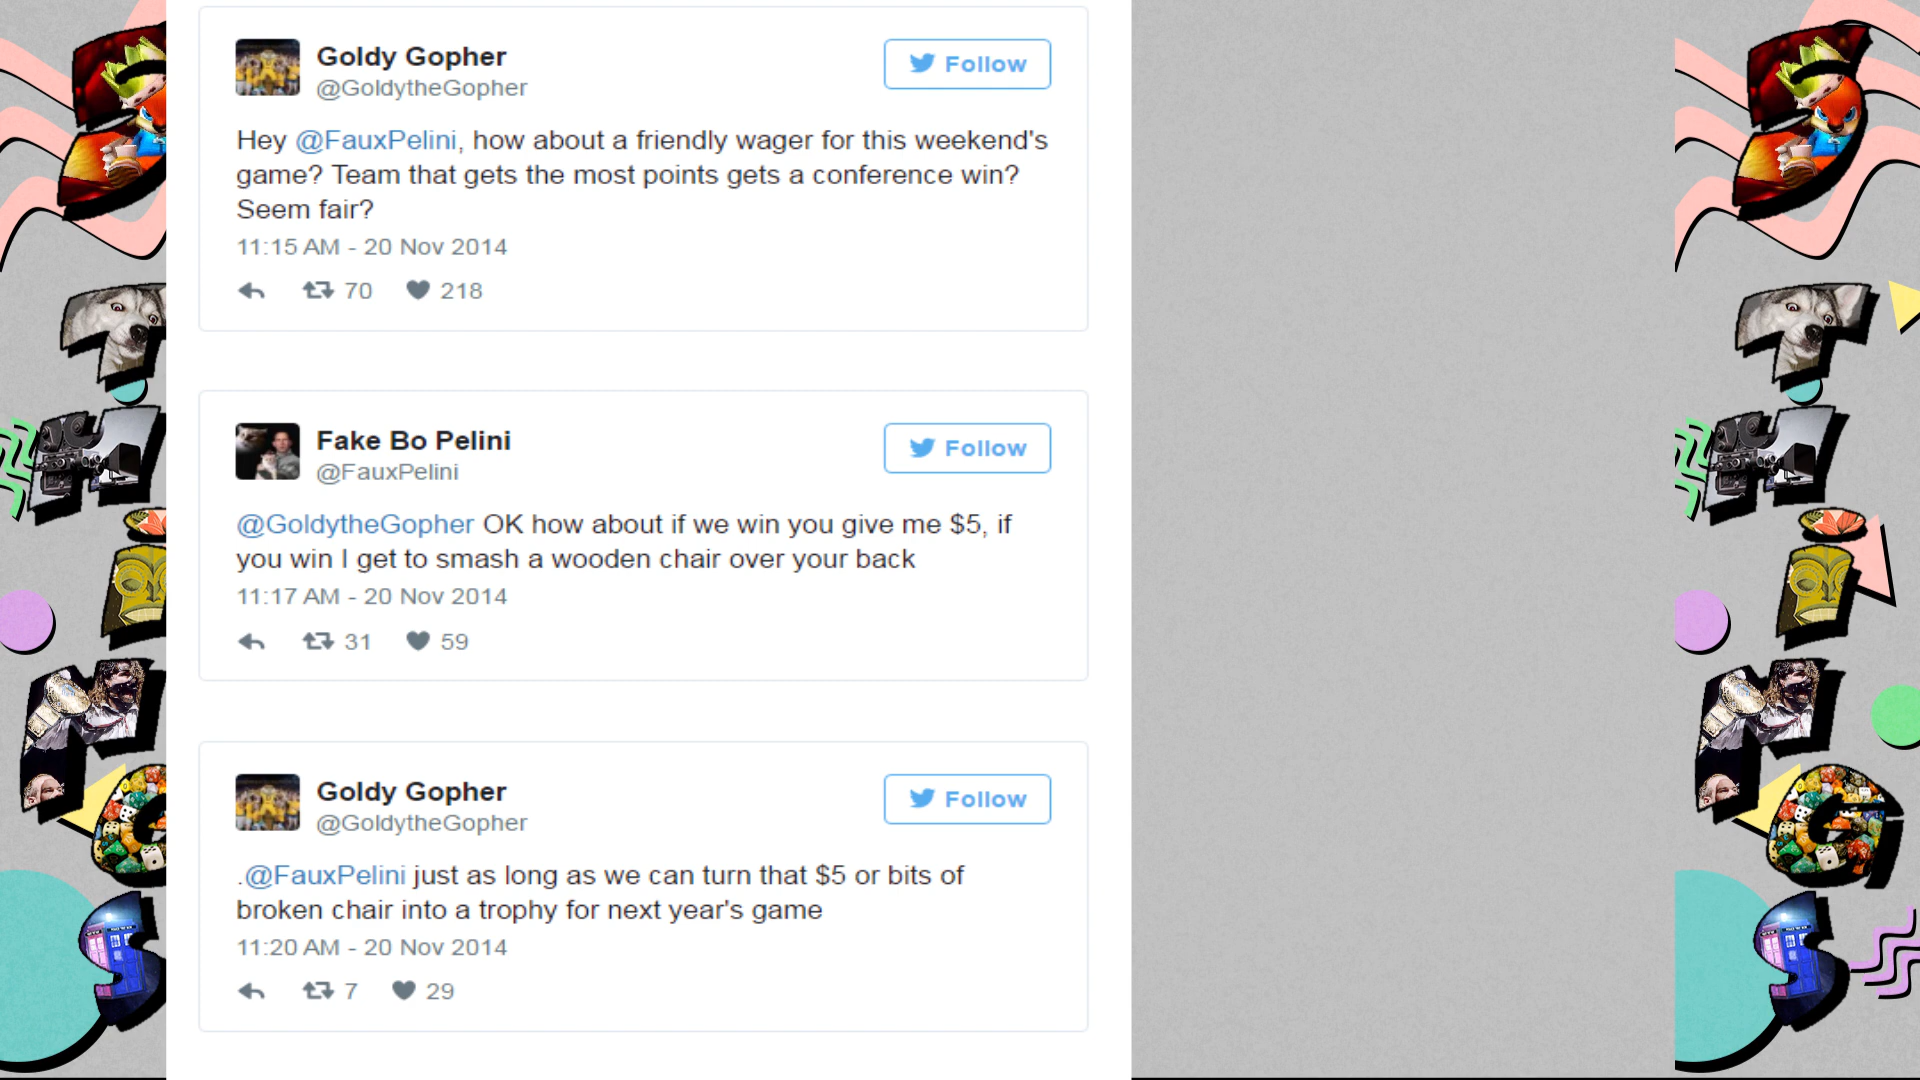 Goldy Gopher
@GoldytheGopher
Follow
Hey @FauxPelini, how about a friendly wager for this weekend's
game? Team that gets the most points gets a conference win?
Seem fair?
11:15 AM - 20 Nov 2014
70 218
Fake Bo Pelini
@FauxPelini
Follow
@GoldytheGopher OK how about if we win you give me $5, if
you win I get to smash a wooden chair over your back
11:17 AM - 20 Nov 2014
31 59
Goldy Gopher
@GoldytheGopher
Follow
.@FauxPelini just as long as we can turn that $5 or bits of
broken chair into a trophy for next year's game
11:20 AM - 20 Nov 2014
7 29